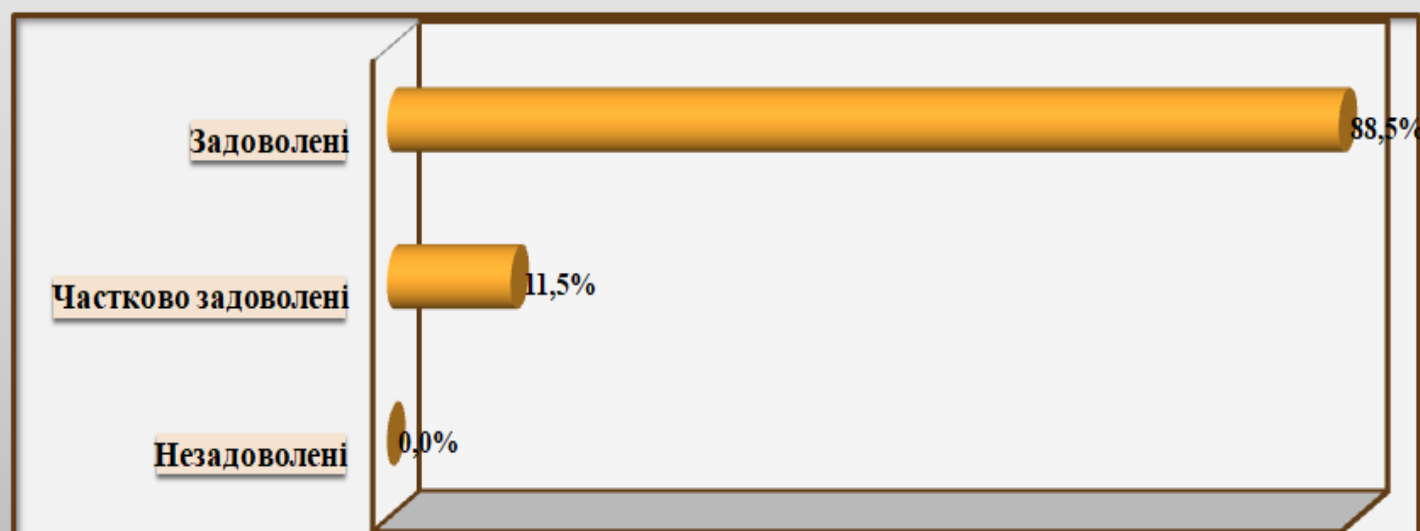 Задоволені
88,5%
Частково задоволені
11,5%
Незадоволені
0,0%